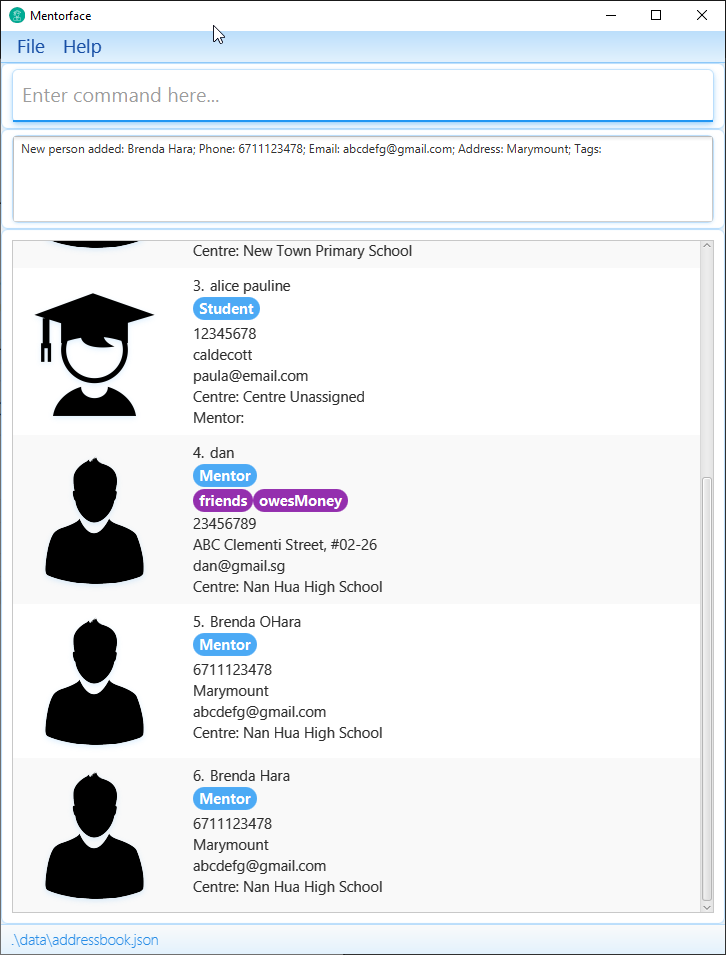 Mentorface
File Help
Enter command here...
New person added: Brenda Hara; Phone: 6711123478; Email: abcdefg@gmail.com; Address: Marymount; Tags:
Centre: New Town Primary School
3. alice pauline
Student
12345678
caldecott
paula@email.com
Centre: Centre Unassigned
Mentor:
4. dan
Mentor
friends owesMoney
23456789
ABC Clementi Street, #02-26
dan@gmail.sg
Centre: Nan Hua High School
5. Brenda OHara
Mentor
6711123478
Marymount
abcdefg@gmail.com
Centre: Nan Hua High School
6. Brenda Hara
Mentor
6711123478
Marymount
abcdefg@gmail.com
Centre: Nan Hua High School
.\data\addressbook.json